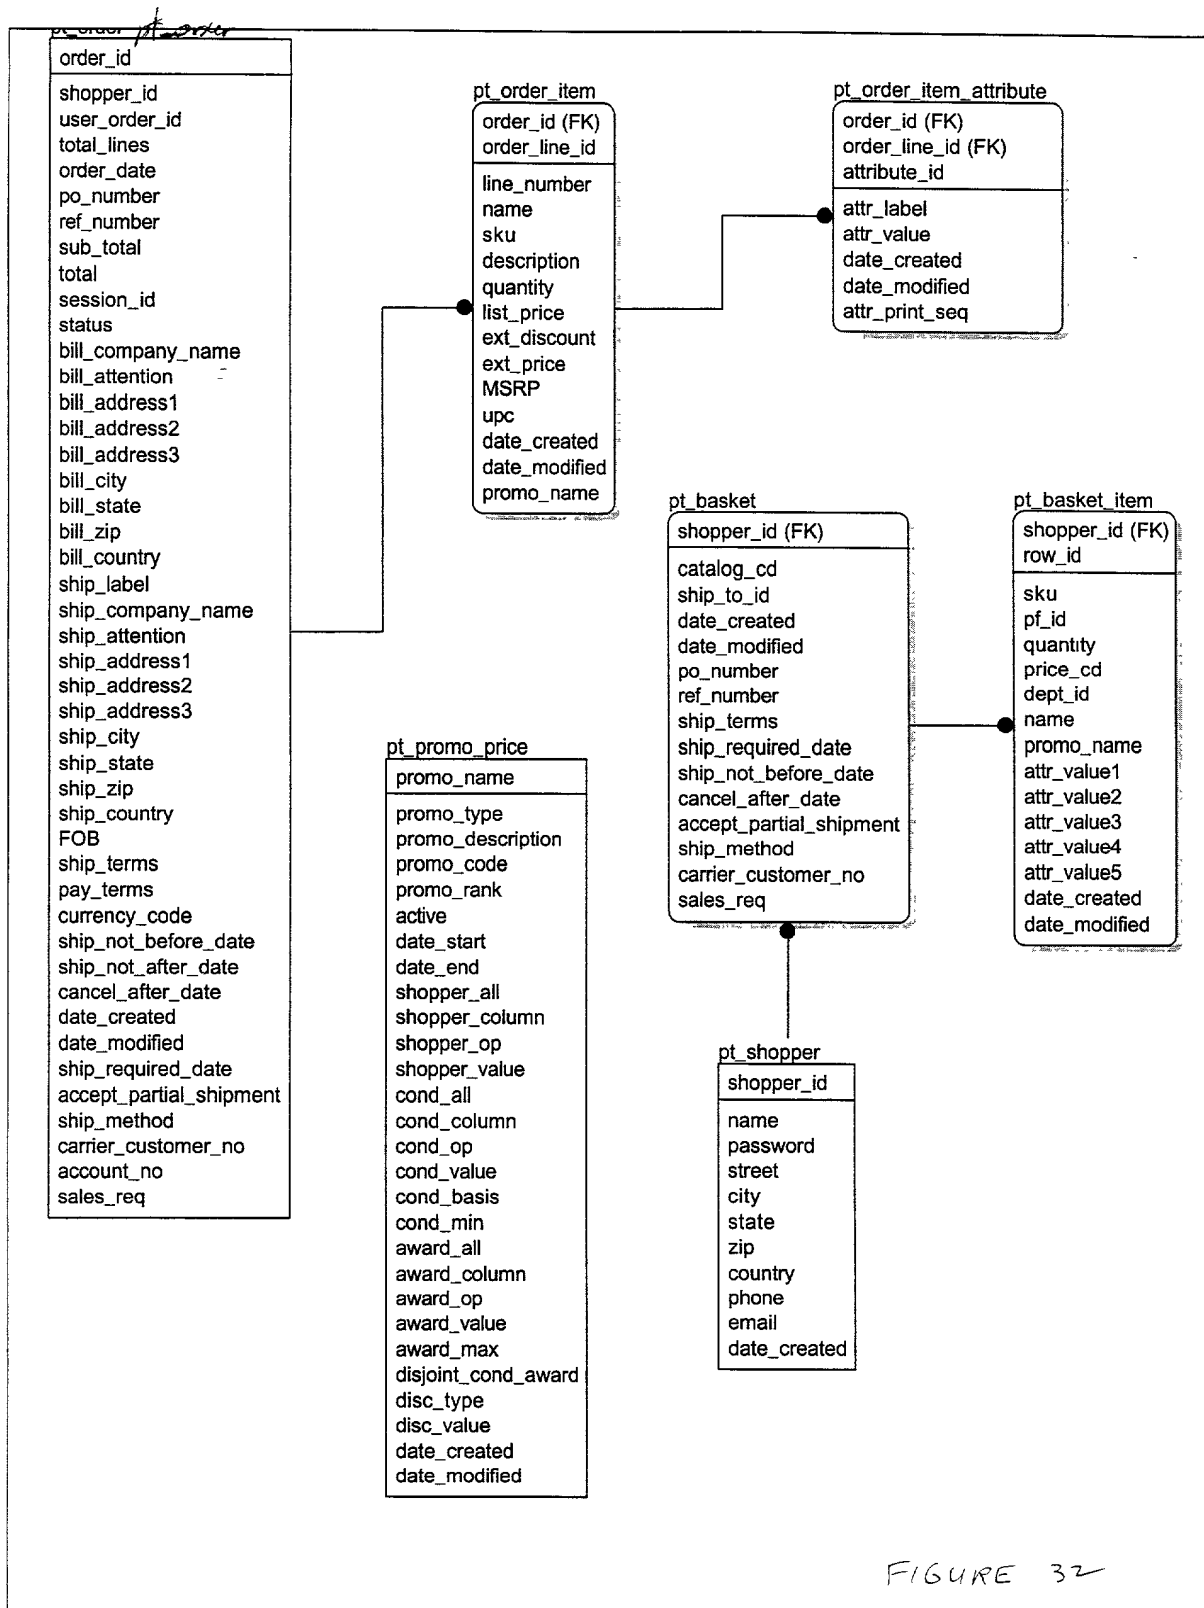 pt_order pt_order
order_id
shopper_id
user_order_id
total_lines
order_date
po_number
ref_number
sub_total
total
session_id
status
bill_company_name
bill_attention
bill_address1
bill_address2
bill_address3
bill_city
bill_state
bill_zip
bill_country
ship_label
ship_company_name
ship_attention
ship_address1
ship_address2
ship_address3
ship_city
ship_state
ship_zip
ship_country
FOB
ship_terms
pay_terms
currency_code
ship_not_before_date
ship_not_after_date
cancel_after_date
date_created
date_modified
ship_required_date
accept_partial_shipment
ship_method
carrier_customer_no
account_no
sales_req
pt_order_item
order_id (FK)
order_line_id
line_number
name
sku
description
quantity
list_price
ext_discount
ext_price
MSRP
upc
date_created
date_modified
promo_name
pt_order_item_attribute
order_id (FK)
order_line_id (FK)
attribute_id
attr_label
attr_value
date_created
date_modified
attr_print_seq
pt_basket
shopper_id (FK)
catalog_cd
ship_to_id
date_created
date_modified
po_number
ref_number
ship_terms
ship_required_date
ship_not_before_date
cancel_after_date
accept_partial_shipment
ship_method
carrier_customer_no
sales_req
pt_basket_item
shopper_id (FK)
row_id
sku
pf_id
quantity
price_cd
dept_id
name
promo_name
attr_value1
attr_value2
attr_value3
attr_value4
attr_value5
date_created
date_modified
pt_promo_price
promo_name
promo_type
promo_description
promo_code
promo_rank
active
date_start
date_end
shopper_all
shopper_column
shopper_op
shopper_value
cond_all
cond_column
cond_op
cond_value
cond_basis
cond_min
award_all
award_column
award_op
award_value
award_max
disjoint_cond_award
disc_type
disc_value
date_created
date_modified
pt_shopper
shopper_id
name
password
street
city
state
zip
country
phone
email
date_created
FIGURE 32